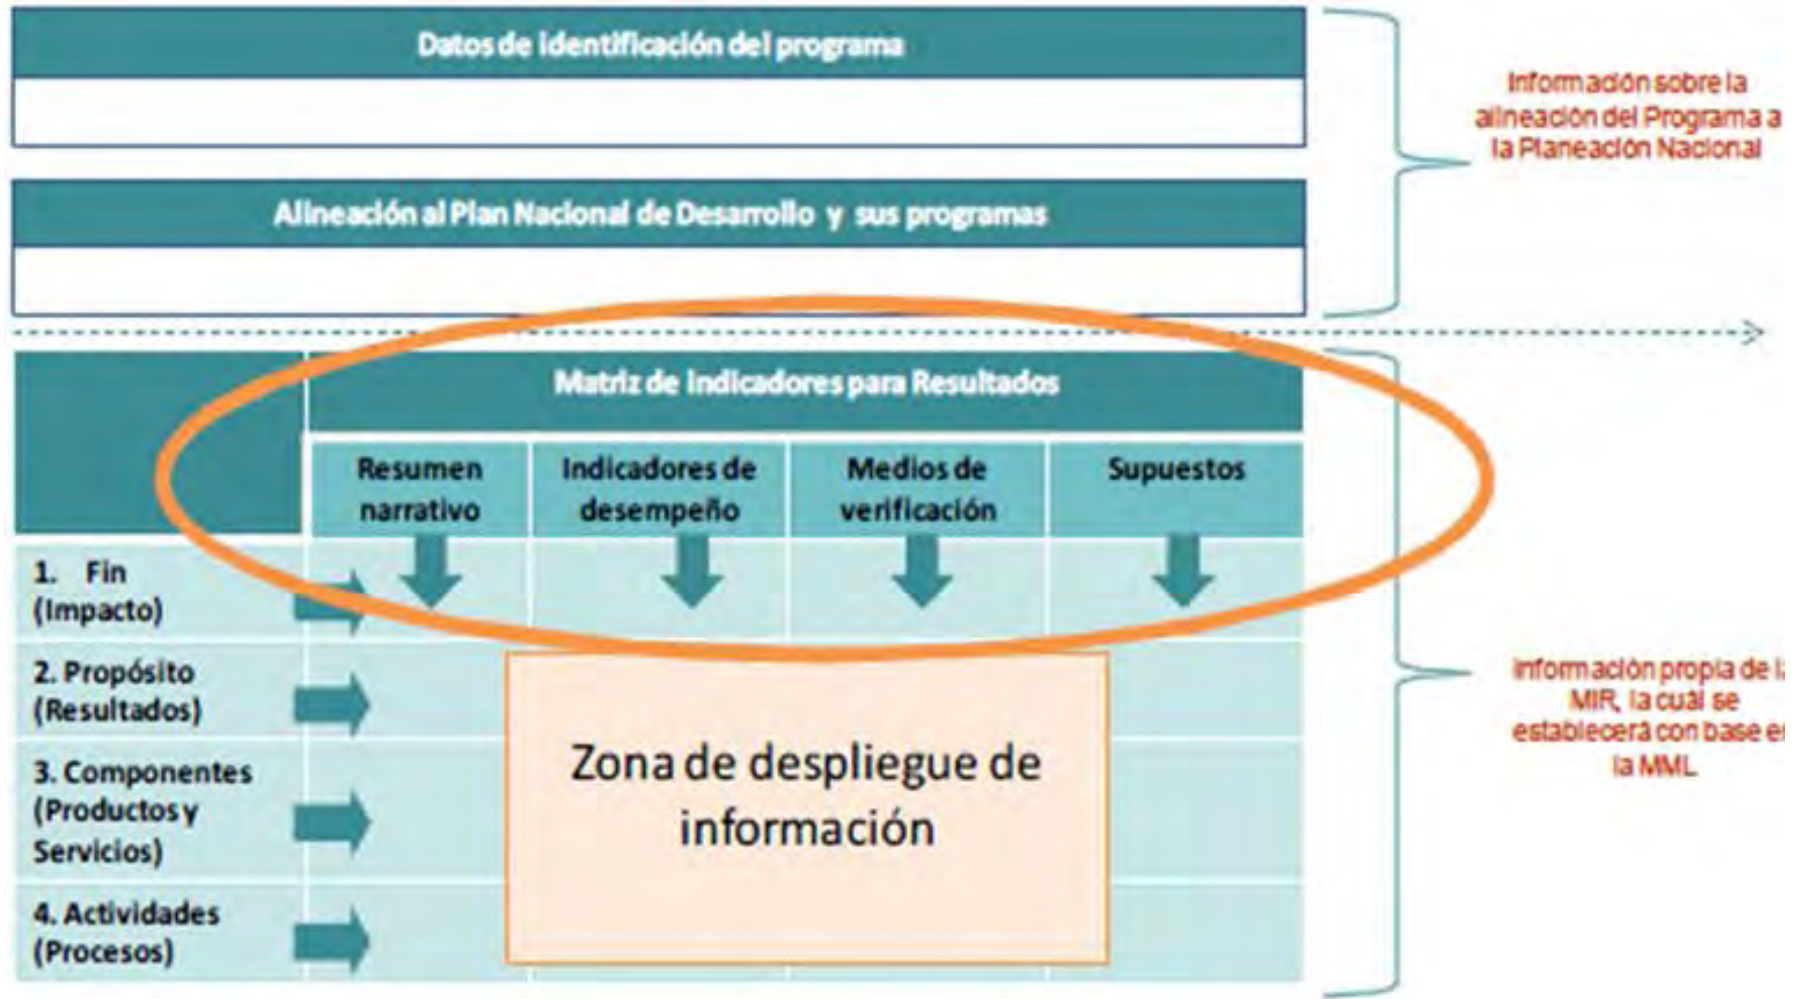 Datos de identificación del programa
Información sobre la
alineación del Programa a
la Planeación Nacional
Alineación al Plan Nacional de Desarrollo y sus programas
Matriz de Indicadores para Resultados
Resumen
narrativo
Indicadores de
desempeño
Medios de
verificación
Supuestos
1. Fin
(Impacto)
2. Propósito
(Resultados)
3. Componentes
(Productos y
Servicios)
4. Actividades
(Procesos)
Zona de despliegue de
información
Información propia de l
MIR, la cuál se
establecerá con base e
la MML